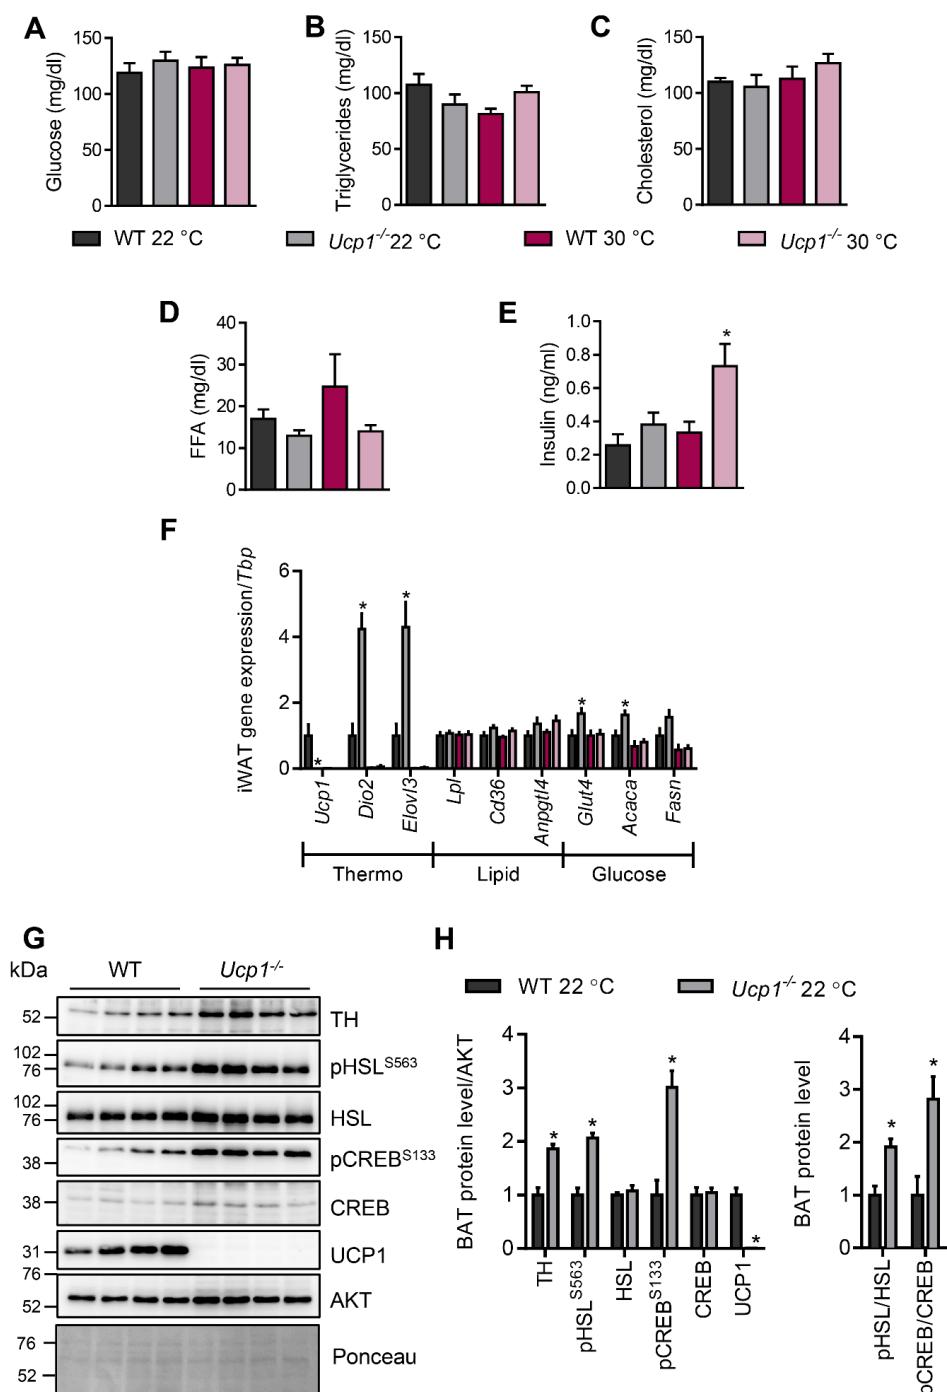 A
B
C
Glucose (mg/dl)
150
100
50
0
Triglycerides (mg/dl)
150
100
50
0
Cholesterol (mg/dl)
150
100
50
0
WT 22 °C
Ucp1-/- 22 °C
WT 30 °C
Ucp1-/- 30 °C
D
E
FFA (mg/dl)
40
30
20
10
0
Insulin (ng/ml)
1.0
0.8
0.6
0.4
0.2
0.0
*
F
iWAT gene expression/Tbp
6
4
2
0
* * * * *
Ucp1
Dio2
Elovl3
Lpl
Cd36
Anpgtl4
Glut4
Acaca
Fasn
Thermo
Lipid
Glucose
G
kDa
WT
Ucp1-/-
52
TH
102
76
pHSLS563
102
76
HSL
38
pCREBS133
38
CREB
31
UCP1
76
52
AKT
76
52
Ponceau
H
WT 22 °C
Ucp1-/- 22 °C
BAT protein level/AKT
4
3
2
1
0
* * * *
TH
pHSLS563
HSL
pCREBS133
CREB
UCP1
BAT protein level
4
3
2
1
0
* *
pHSL/HSL
pCREB/CREB